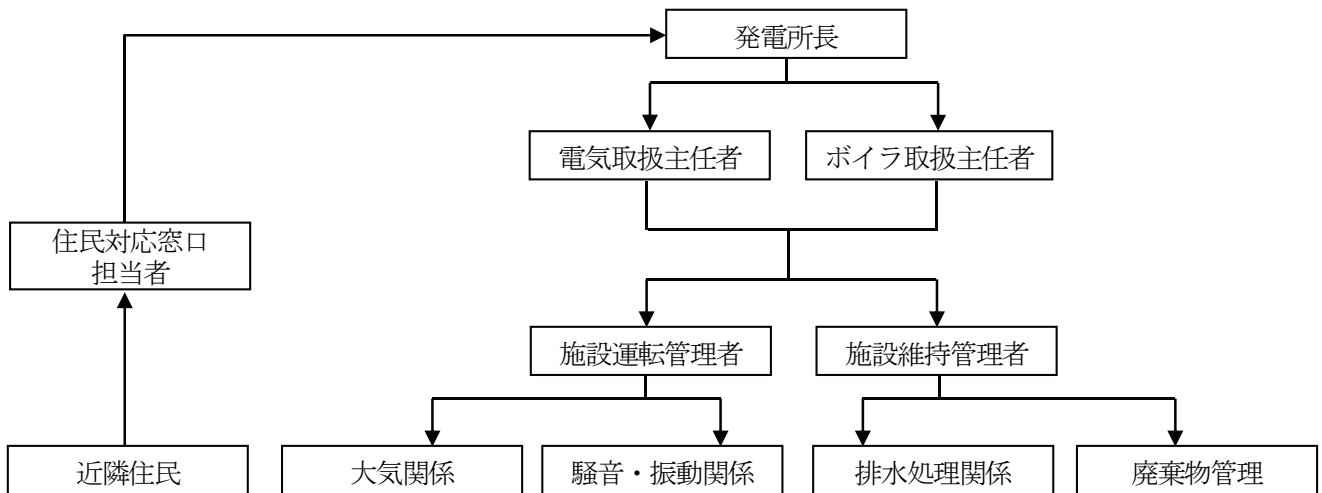 発電所長
電気取扱主任者
ボイラ取扱主任者
住民対応窓口
担当者
施設運転管理者
施設維持管理者
近隣住民
大気関係
騒音・振動関係
排水処理関係
廃棄物管理